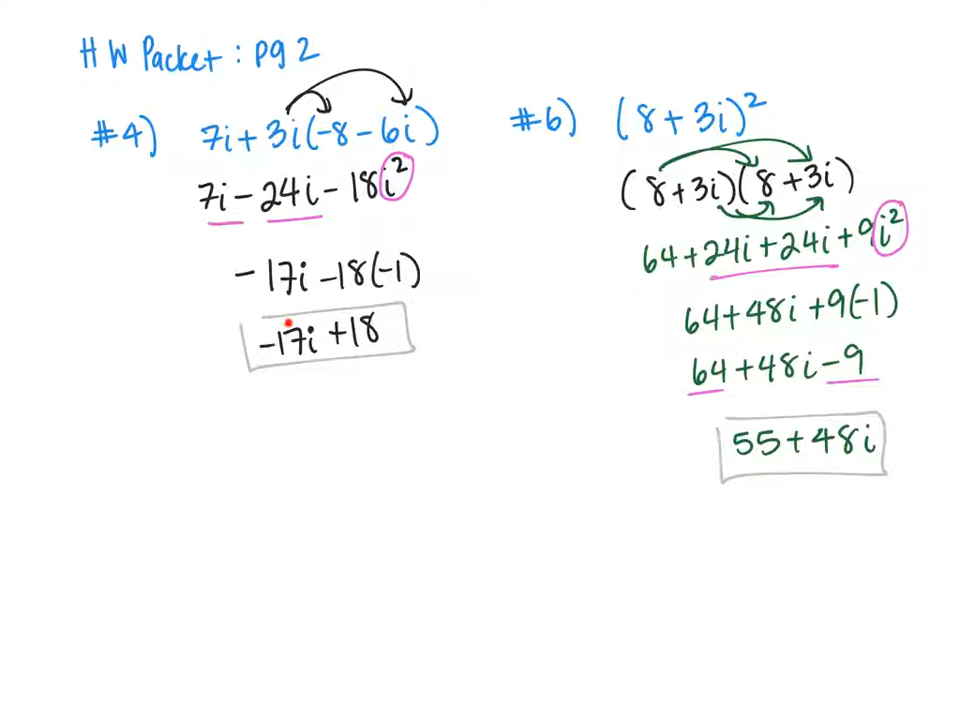 HW Packet: pg 2
#4) 7i + 3i(-8 - 6i)
7i - 24i - 18i²
-17i - 18(-1)
-17i + 18
#6) (8 + 3i)²
(8 + 3i)(8 + 3i)
64 + 24i + 24i + 9i²
64 + 48i + 9(-1)
64 + 48i - 9
55 + 48i